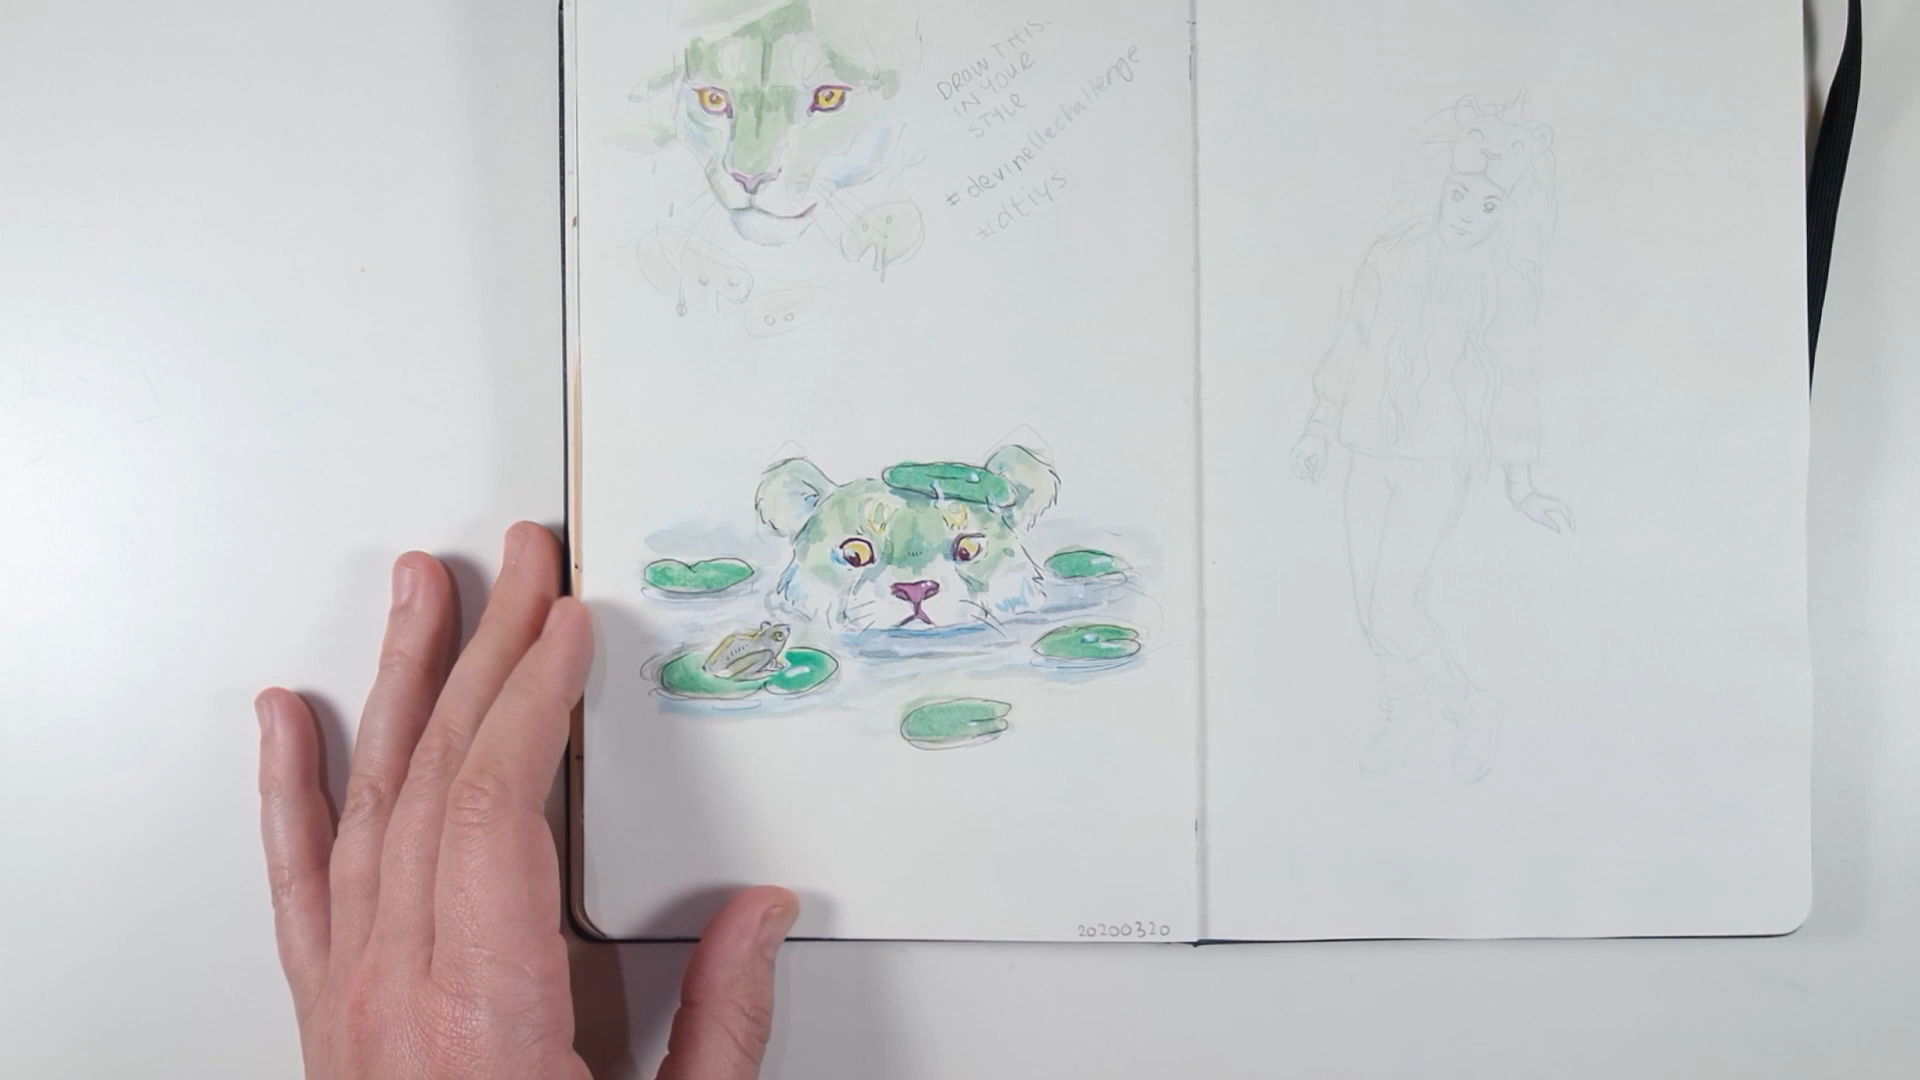 DRAW THIS
IN YOUR
STYLE
#devinellechallenge
#dtiys
20200320